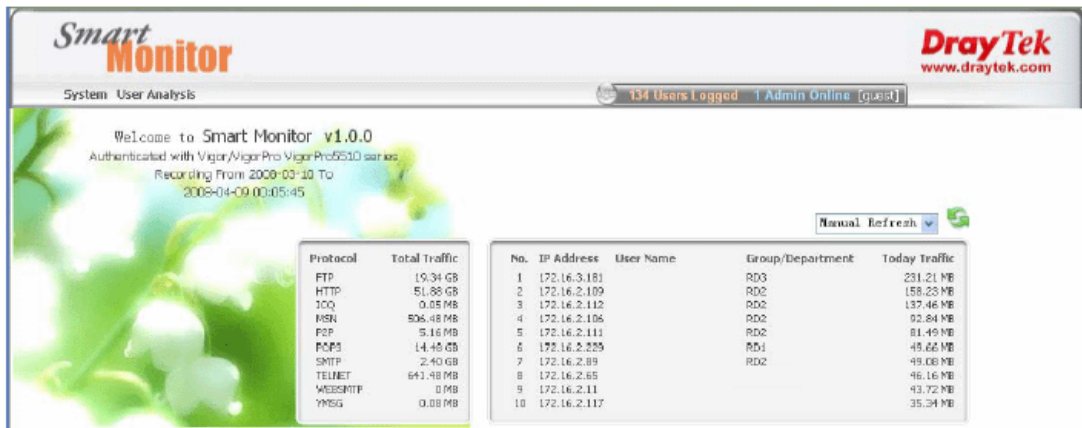 Smart
Monitor
DrayTek
www.draytek.com
System User Analysis
134 Users Logged 1 Admin Online [guest]
Welcome to Smart Monitor v1.0.0
Authenticated with Vigor/VigorPro VigorPro5510 series
Recording From 2008-03-10 To
2008-04-09 00:05:45
Manual Refresh
Protocol Total Traffic
FTP 19.34 GB
HTTP 51.88 GB
ICQ 0.05 MB
MSN 506.48 MB
P2P 5.16 MB
POP3 14.48 GB
SMTP 2.40 GB
TELNET 641.48 MB
WEBSMTP 0 MB
YMSG 0.08 MB
No. IP Address User Name Group/Department Today Traffic
1 172.16.3.181 RD3 231.21 MB
2 172.16.2.109 RD2 158.23 MB
3 172.16.2.112 RD2 137.46 MB
4 172.16.2.106 RD2 92.84 MB
5 172.16.2.111 RD2 81.49 MB
6 172.16.2.229 RD1 49.66 MB
7 172.16.2.89 RD2 49.08 MB
8 172.16.2.65 46.16 MB
9 172.16.2.11 43.72 MB
10 172.16.2.117 35.34 MB